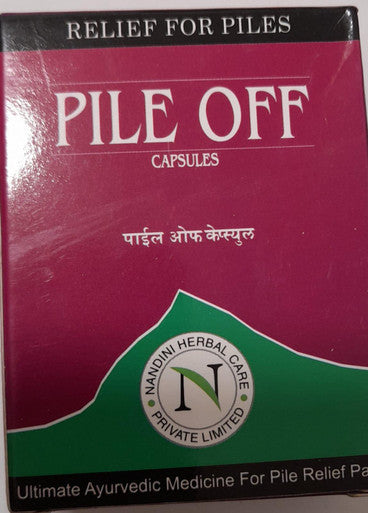 RELIEF FOR PILES
PILE OFF
CAPSULES
पाईल ओफ केप्स्युल
NANDINI HERBAL CARE
N
PRIVATE LIMITED
Ultimate Ayurvedic Medicine For Pile Relief Pa